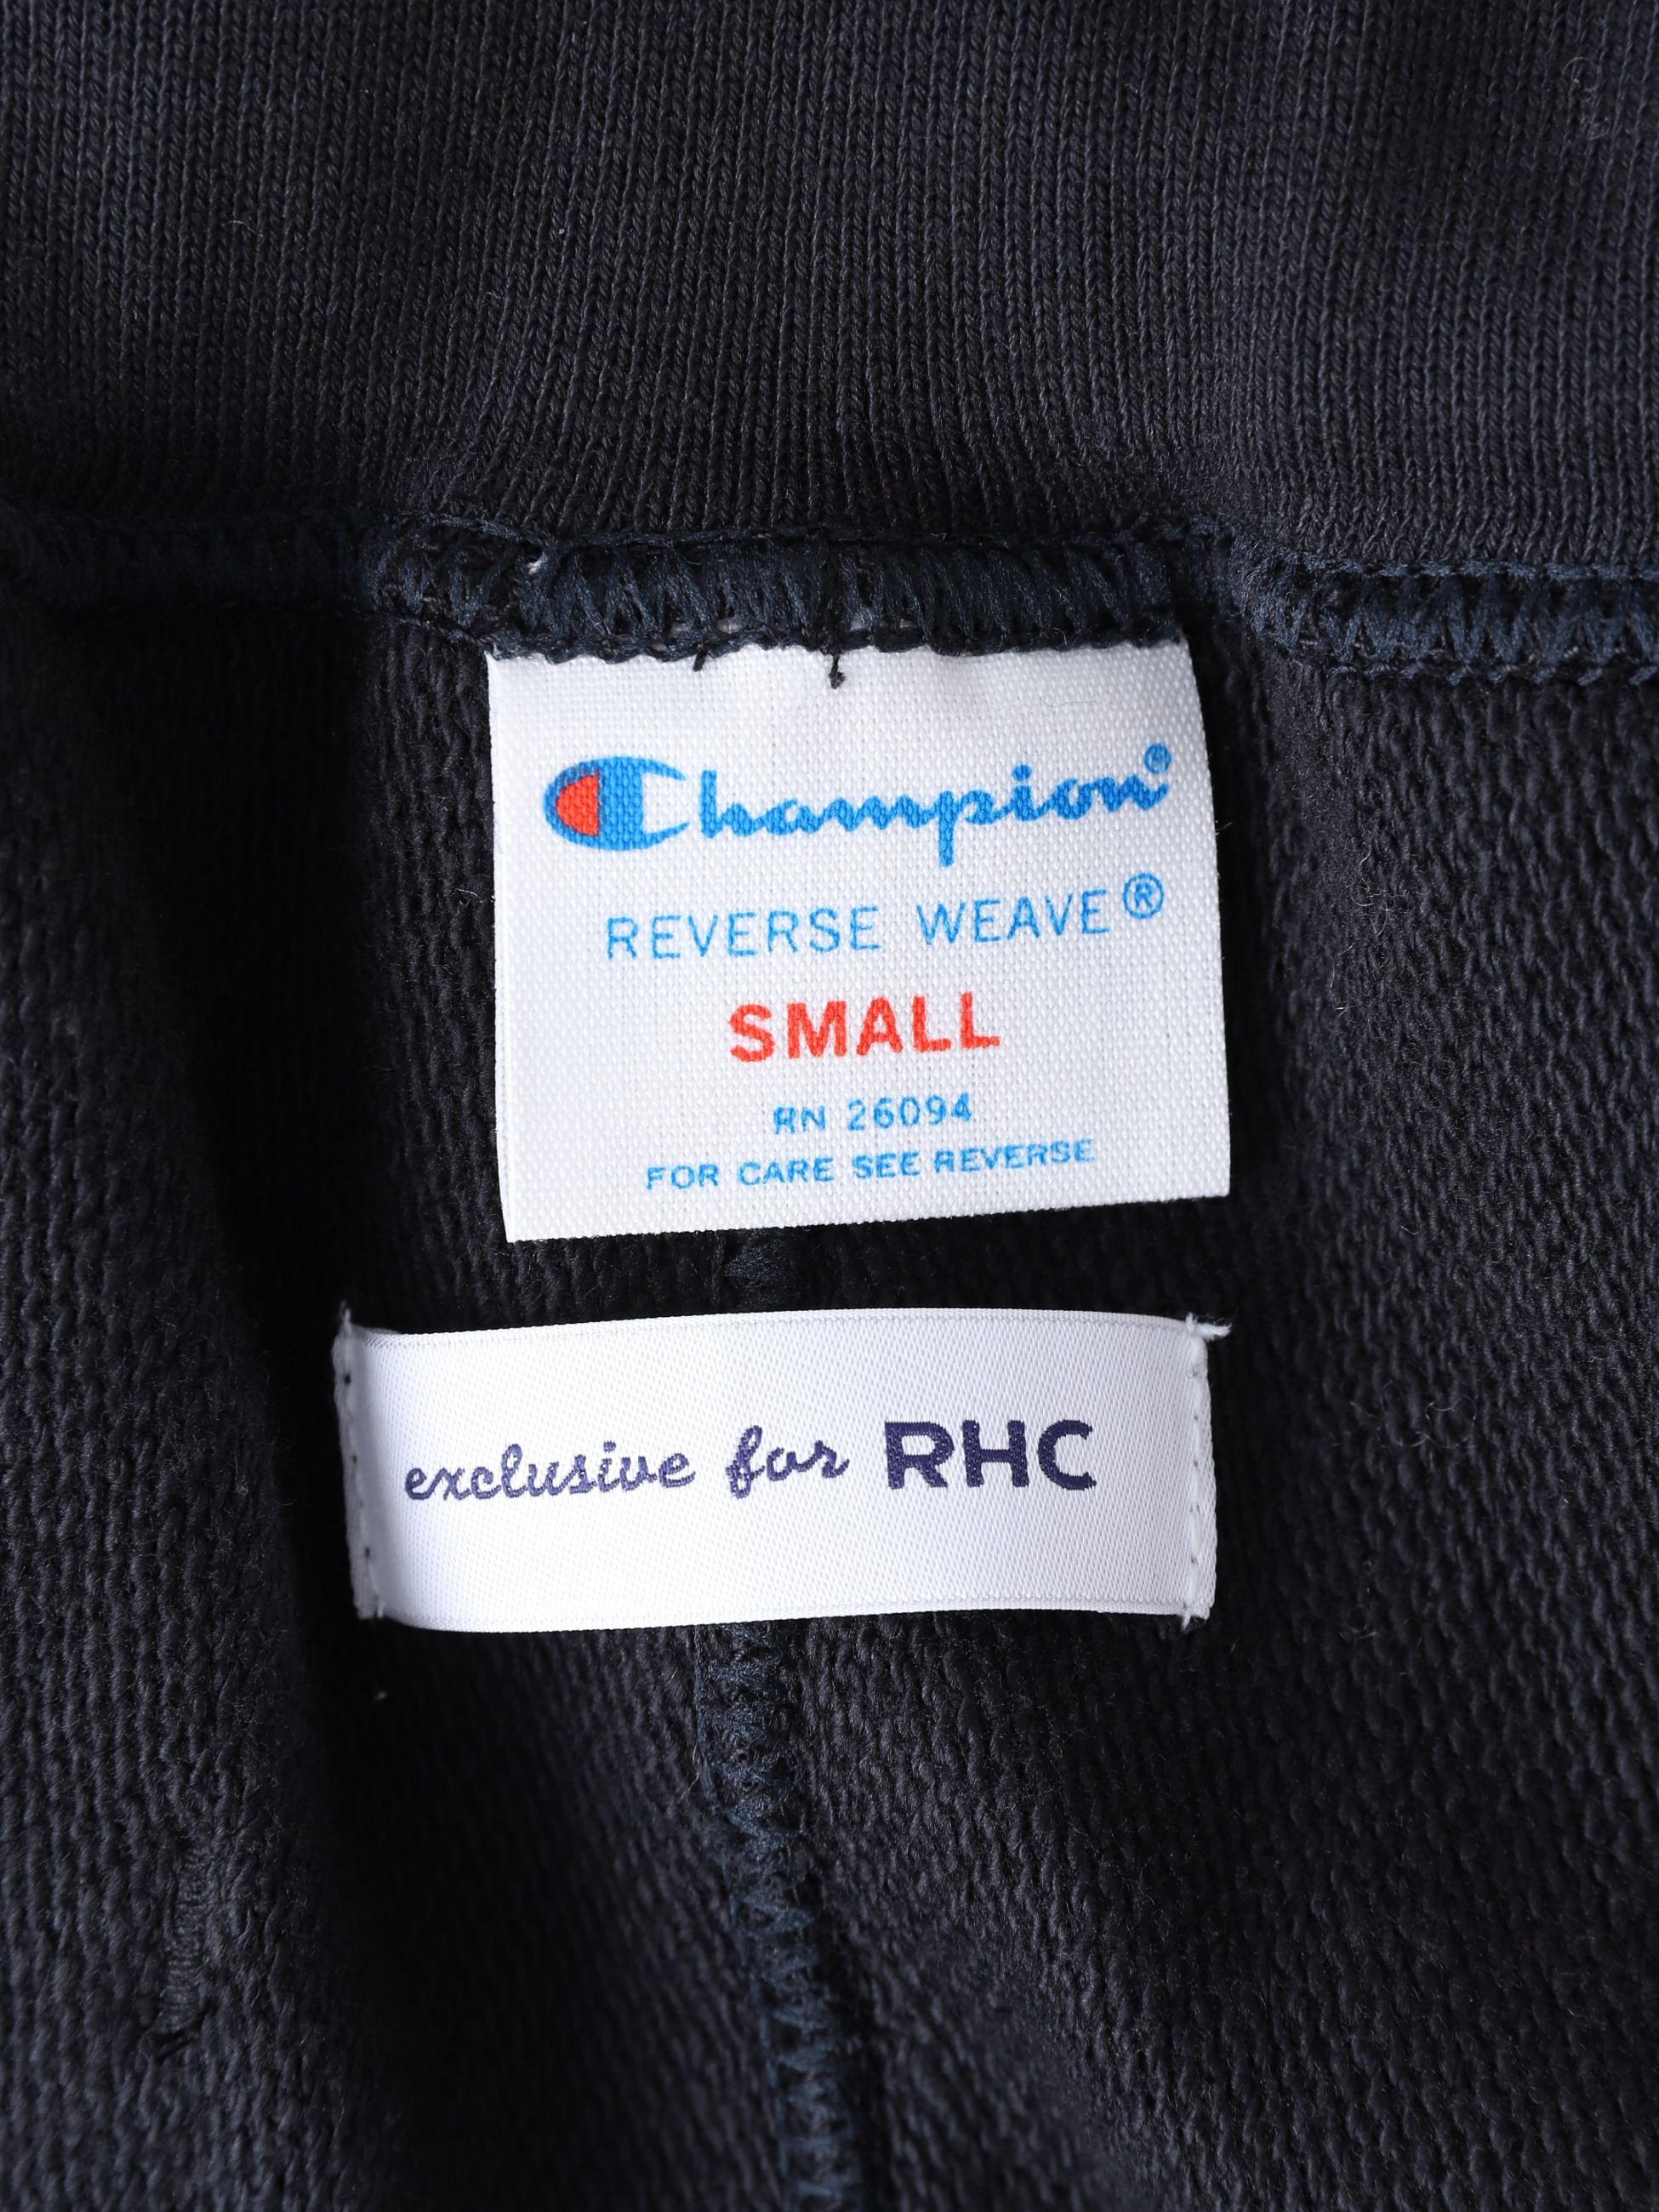 Champion®
REVERSE WEAVE®
SMALL
RN 26094
FOR CARE SEE REVERSE
exclusive for RHC